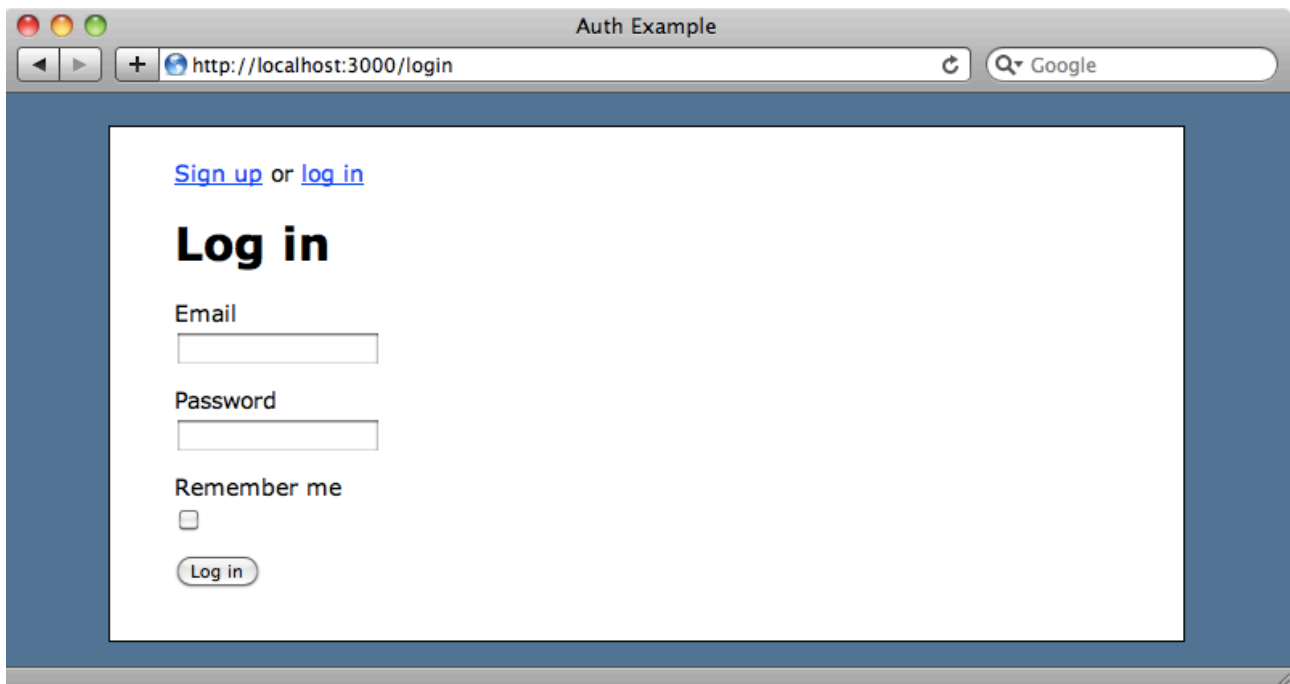 Auth Example
http://localhost:3000/login
Google
Sign up or log in
Log in
Email
Password
Remember me
Log in